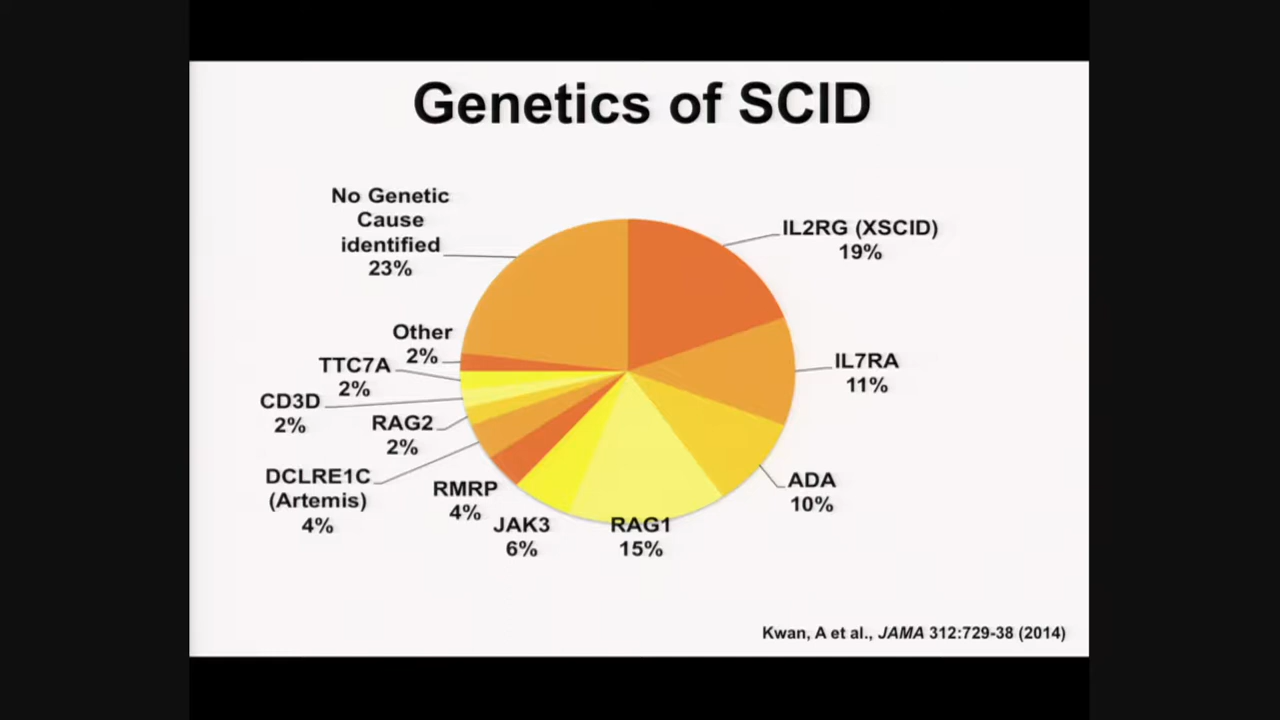 Genetics of SCID
No Genetic
Cause
identified
23%
IL2RG (XSCID)
19%
Other
2%
TTC7A
2%
IL7RA
11%
CD3D
2%
RAG2
2%
DCLRE1C
(Artemis)
4%
RMRP
4%
JAK3
6%
RAG1
15%
ADA
10%
Kwan, A et al., JAMA 312:729-38 (2014)